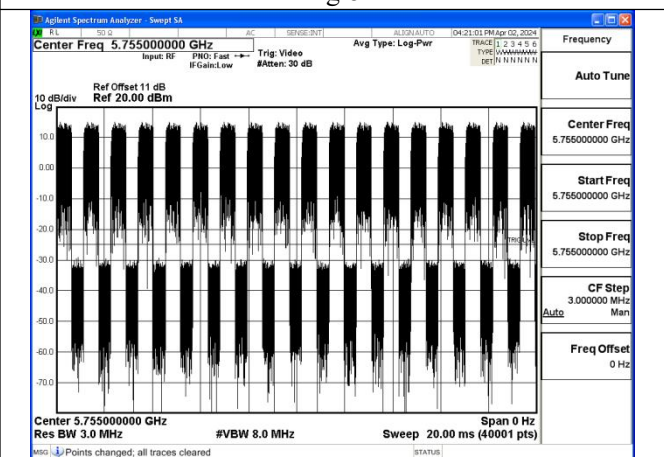 Agilent Spectrum Analyzer - Swept SA
RL 50 Ω AC SENSE:INT ALIGN AUTO 04:21:01 PM Apr 02, 2024
Center Freq 5.755000000 GHz Avg Type: Log-Pwr TRACE 1 2 3 4 5 6
Input: RF PNO: Fast Trig: Video TYPE
IFGain:Low #Atten: 30 dB DET N N N N N N
Ref Offset 11 dB
10 dB/div Ref 20.00 dBm
Log
10.0
0.00
-10.0
-20.0
-30.0
-40.0
-50.0
-60.0
-70.0
Center 5.755000000 GHz Span 0 Hz
Res BW 3.0 MHz #VBW 8.0 MHz Sweep 20.00 ms (40001 pts)
MSG Points changed; all traces cleared STATUS
Frequency
Auto Tune
Center Freq
5.755000000 GHz
Start Freq
5.755000000 GHz
Stop Freq
5.755000000 GHz
CF Step
3.000000 MHz
Auto Man
Freq Offset
0 Hz